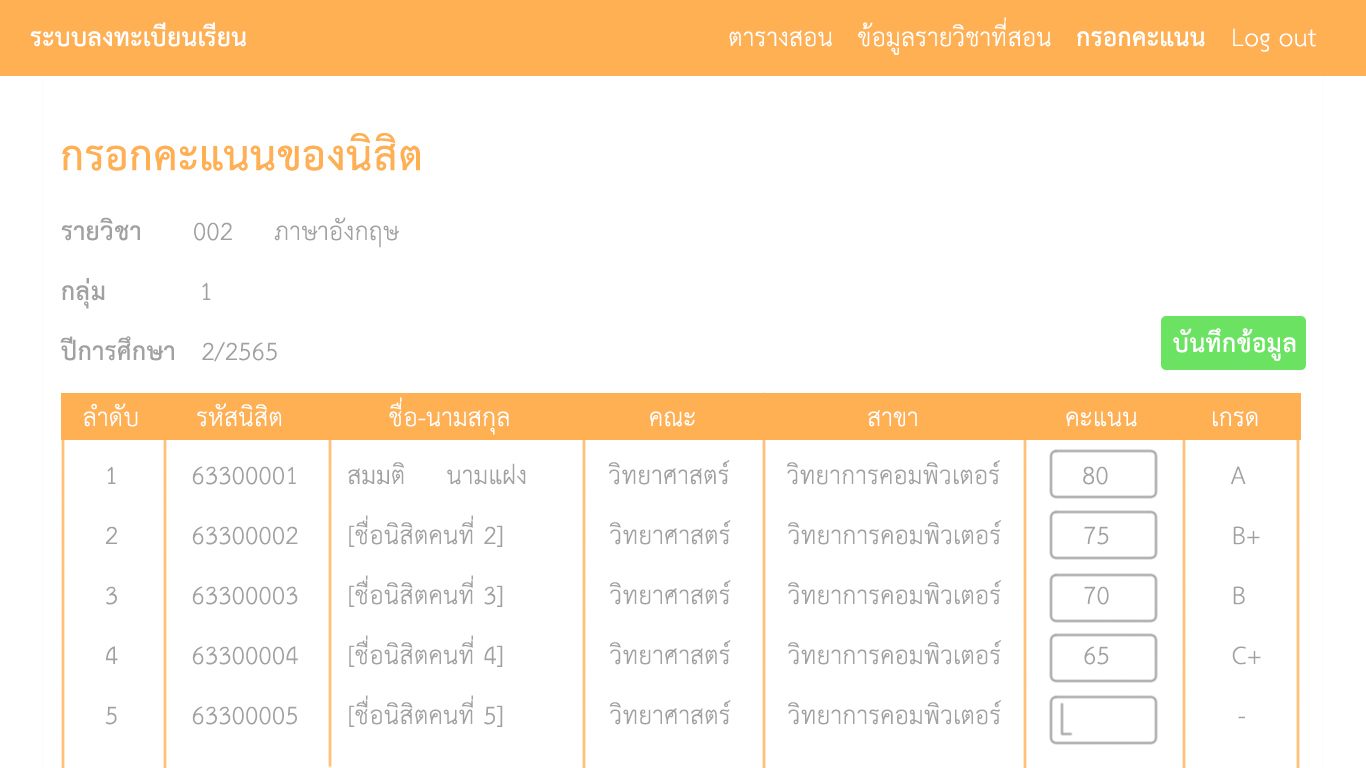 ระบบลงทะเบียนเรียน ตารางสอน ข้อมูลรายวิชาที่สอน กรอกคะแนน Log out
กรอกคะแนนของนิสิต
รายวิชา 002 ภาษาอังกฤษ
กลุ่ม 1
ปีการศึกษา 2/2565
บันทึกข้อมูล
ลำดับ รหัสนิสิต ชื่อ-นามสกุล คณะ สาขา คะแนน เกรด
1 63300001 สมมติ นามแฝง วิทยาศาสตร์ วิทยาการคอมพิวเตอร์ 80 A
2 63300002 [ชื่อนิสิตคนที่ 2] วิทยาศาสตร์ วิทยาการคอมพิวเตอร์ 75 B+
3 63300003 [ชื่อนิสิตคนที่ 3] วิทยาศาสตร์ วิทยาการคอมพิวเตอร์ 70 B
4 63300004 [ชื่อนิสิตคนที่ 4] วิทยาศาสตร์ วิทยาการคอมพิวเตอร์ 65 C+
5 63300005 [ชื่อนิสิตคนที่ 5] วิทยาศาสตร์ วิทยาการคอมพิวเตอร์ -